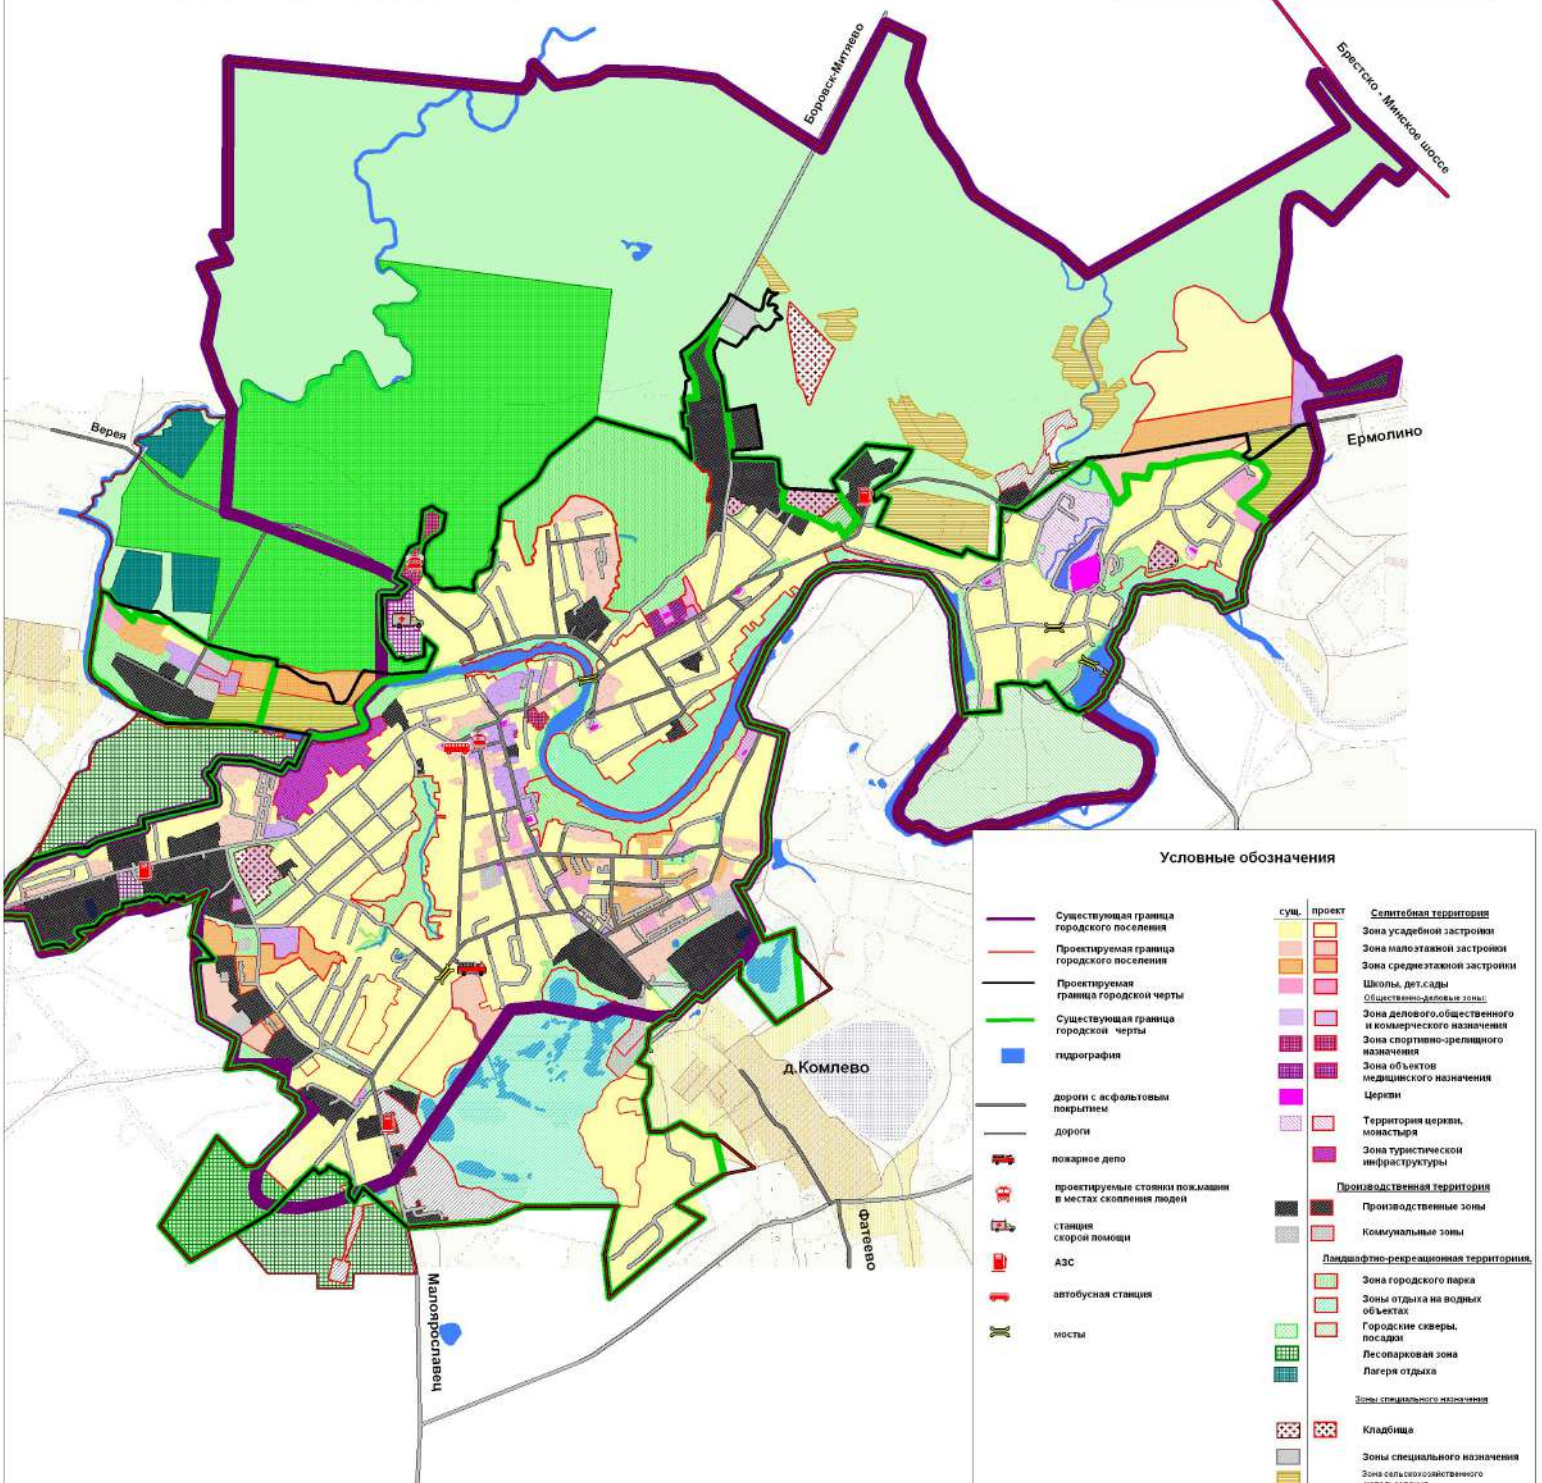 Боровск-Митяево
Брестско - Минское шоссе
Верея
Ермолино
д.Комлево
Фатеево
Малоярославец
Условные обозначения
Существующая граница
городского поселения
Проектируемая граница
городского поселения
Проектируемая
граница городской черты
Существующая граница
городской черты
гидрография
дороги с асфальтовым
покрытием
дороги
пожарное депо
проектируемые стоянки пож.машин
в местах скопления людей
станция
скорой помощи
АЗС
автобусная станция
мосты
сущ. проект
Селитебная территория
Зона усадебной застройки
Зона малоэтажной застройки
Зона среднеэтажной застройки
Школы, дет.сады
Общественно-деловые зоны:
Зона делового,общественного
и коммерческого назначения
Зона спортивно-зрелищного
назначения
Зона объектов
медицинского назначения
Церкви
Территория церкви,
монастыря
Зона туристической
инфраструктуры
Производственная территория
Производственные зоны
Коммунальные зоны
Ландшафтно-рекреационная территориия.
Зона городского парка
Зоны отдыха на водных
объектах
Городские скверы,
посадки
Лесопарковая зона
Лагеря отдыха
Зоны специального назначения
Кладбища
Зоны специального назначения
Зона сельскохозяйственного